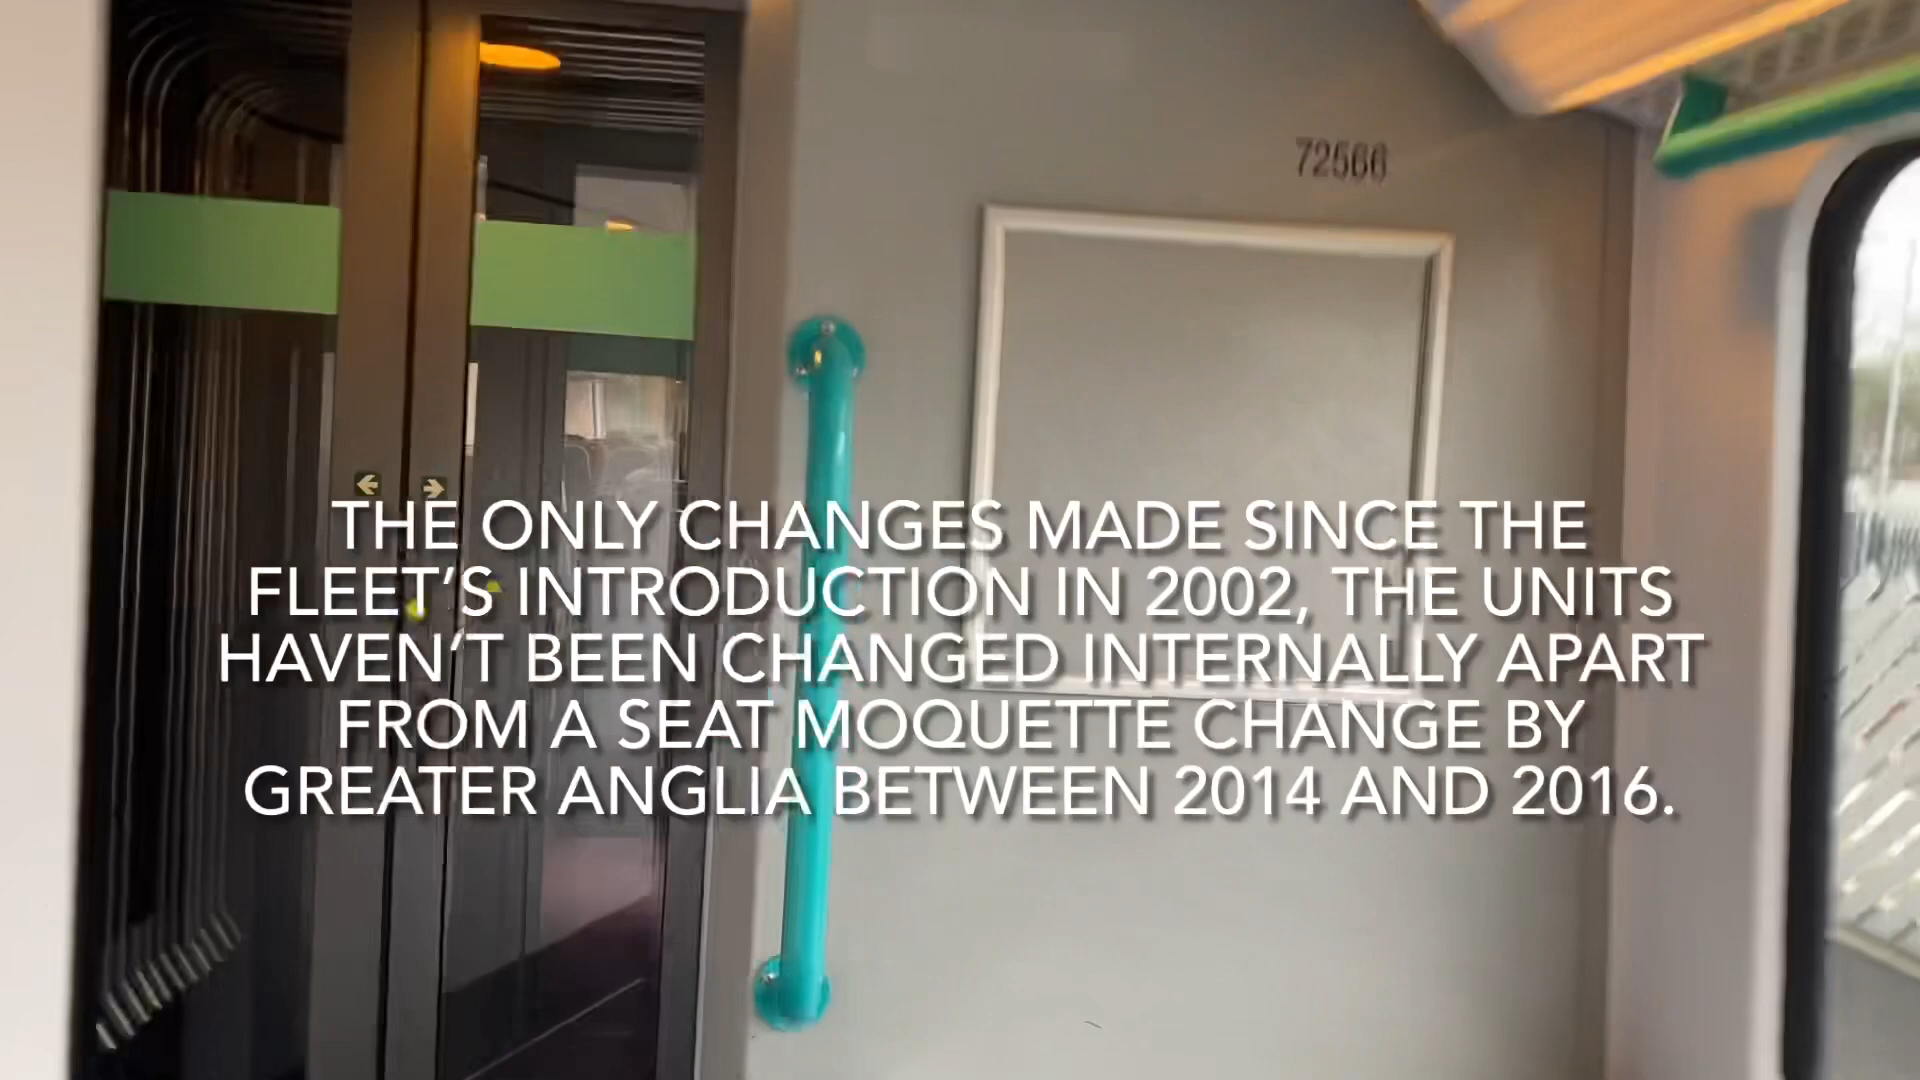 72566
THE ONLY CHANGES MADE SINCE THE
FLEET’S INTRODUCTION IN 2002, THE UNITS
HAVEN’T BEEN CHANGED INTERNALLY APART
FROM A SEAT MOQUETTE CHANGE BY
GREATER ANGLIA BETWEEN 2014 AND 2016.